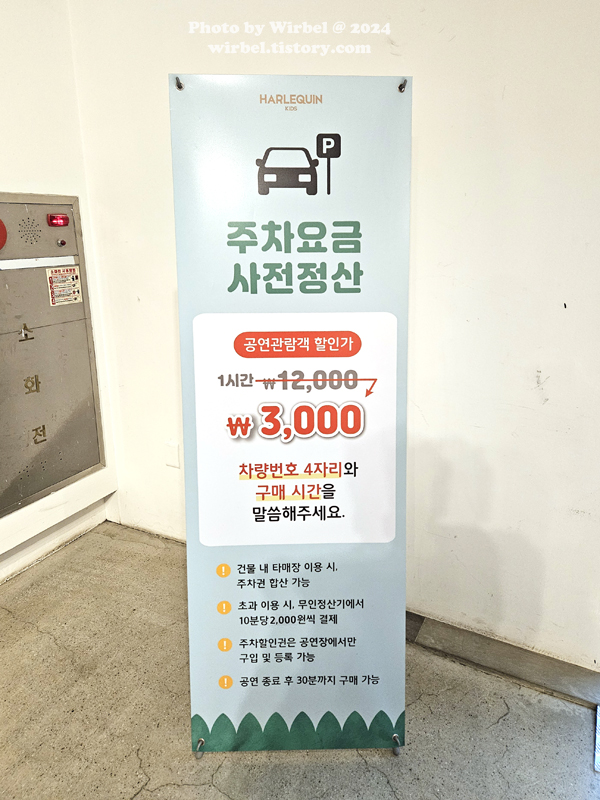 Photo by Wirbel @ 2024
wirbel.tistory.com
HARLEQUIN
KIDS
P
주차요금
사전정산
공연관람객 할인가
1시간 ₩12,000
₩3,000
차량번호 4자리와
구매 시간을
말씀해주세요.
! 건물 내 타매장 이용 시,
주차권 합산 가능
! 초과 이용 시, 무인정산기에서
10분당 2,000원씩 결제
! 주차할인권은 공연장에서만
구입 및 등록 가능
! 공연 종료 후 30분까지 구매 가능
소
화
전